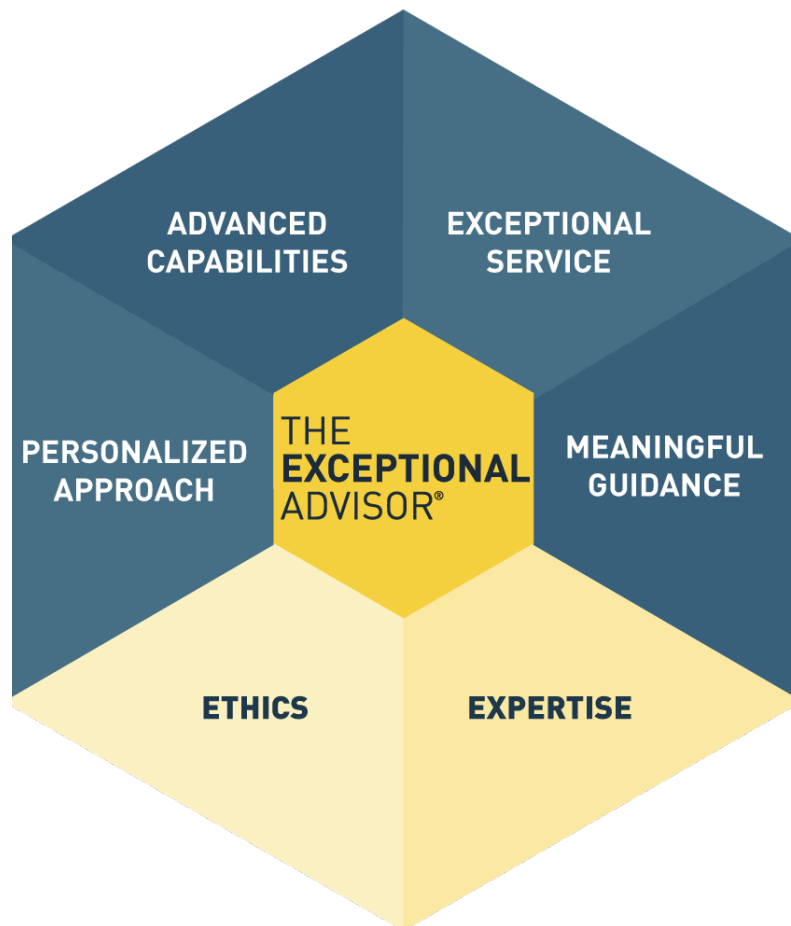 ADVANCED
CAPABILITIES
EXCEPTIONAL
SERVICE
PERSONALIZED
APPROACH
THE
EXCEPTIONAL
ADVISOR®
MEANINGFUL
GUIDANCE
ETHICS
EXPERTISE